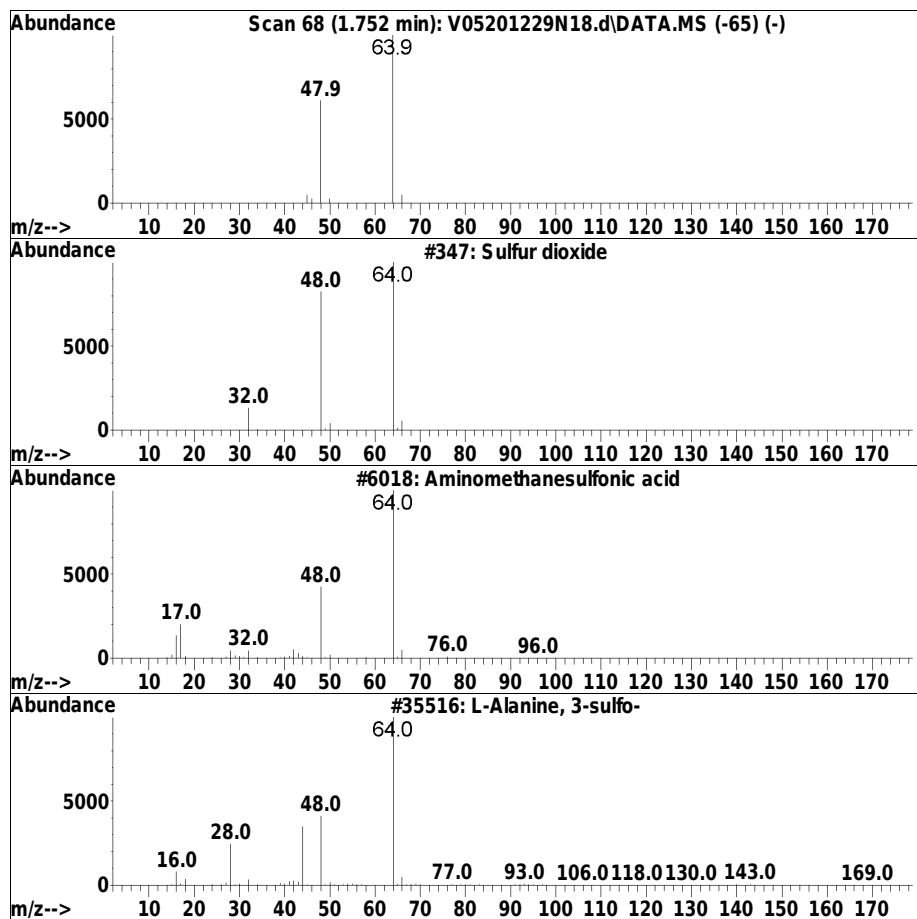 Abundance Scan 68 (1.752 min): V05201229N18.d\DATA.MS (-65) (-)
63.9
47.9
5000
0
m/z--> 10 20 30 40 50 60 70 80 90 100 110 120 130 140 150 160 170
Abundance #347: Sulfur dioxide
64.0
48.0
5000
32.0
0
m/z--> 10 20 30 40 50 60 70 80 90 100 110 120 130 140 150 160 170
Abundance #6018: Aminomethanesulfonic acid
64.0
5000 48.0
17.0
32.0 76.0 96.0
0
m/z--> 10 20 30 40 50 60 70 80 90 100 110 120 130 140 150 160 170
Abundance #35516: L-Alanine, 3-sulfo-
64.0
5000 48.0
28.0
16.0 77.0 93.0 106.0 118.0 130.0 143.0 169.0
0
m/z--> 10 20 30 40 50 60 70 80 90 100 110 120 130 140 150 160 170